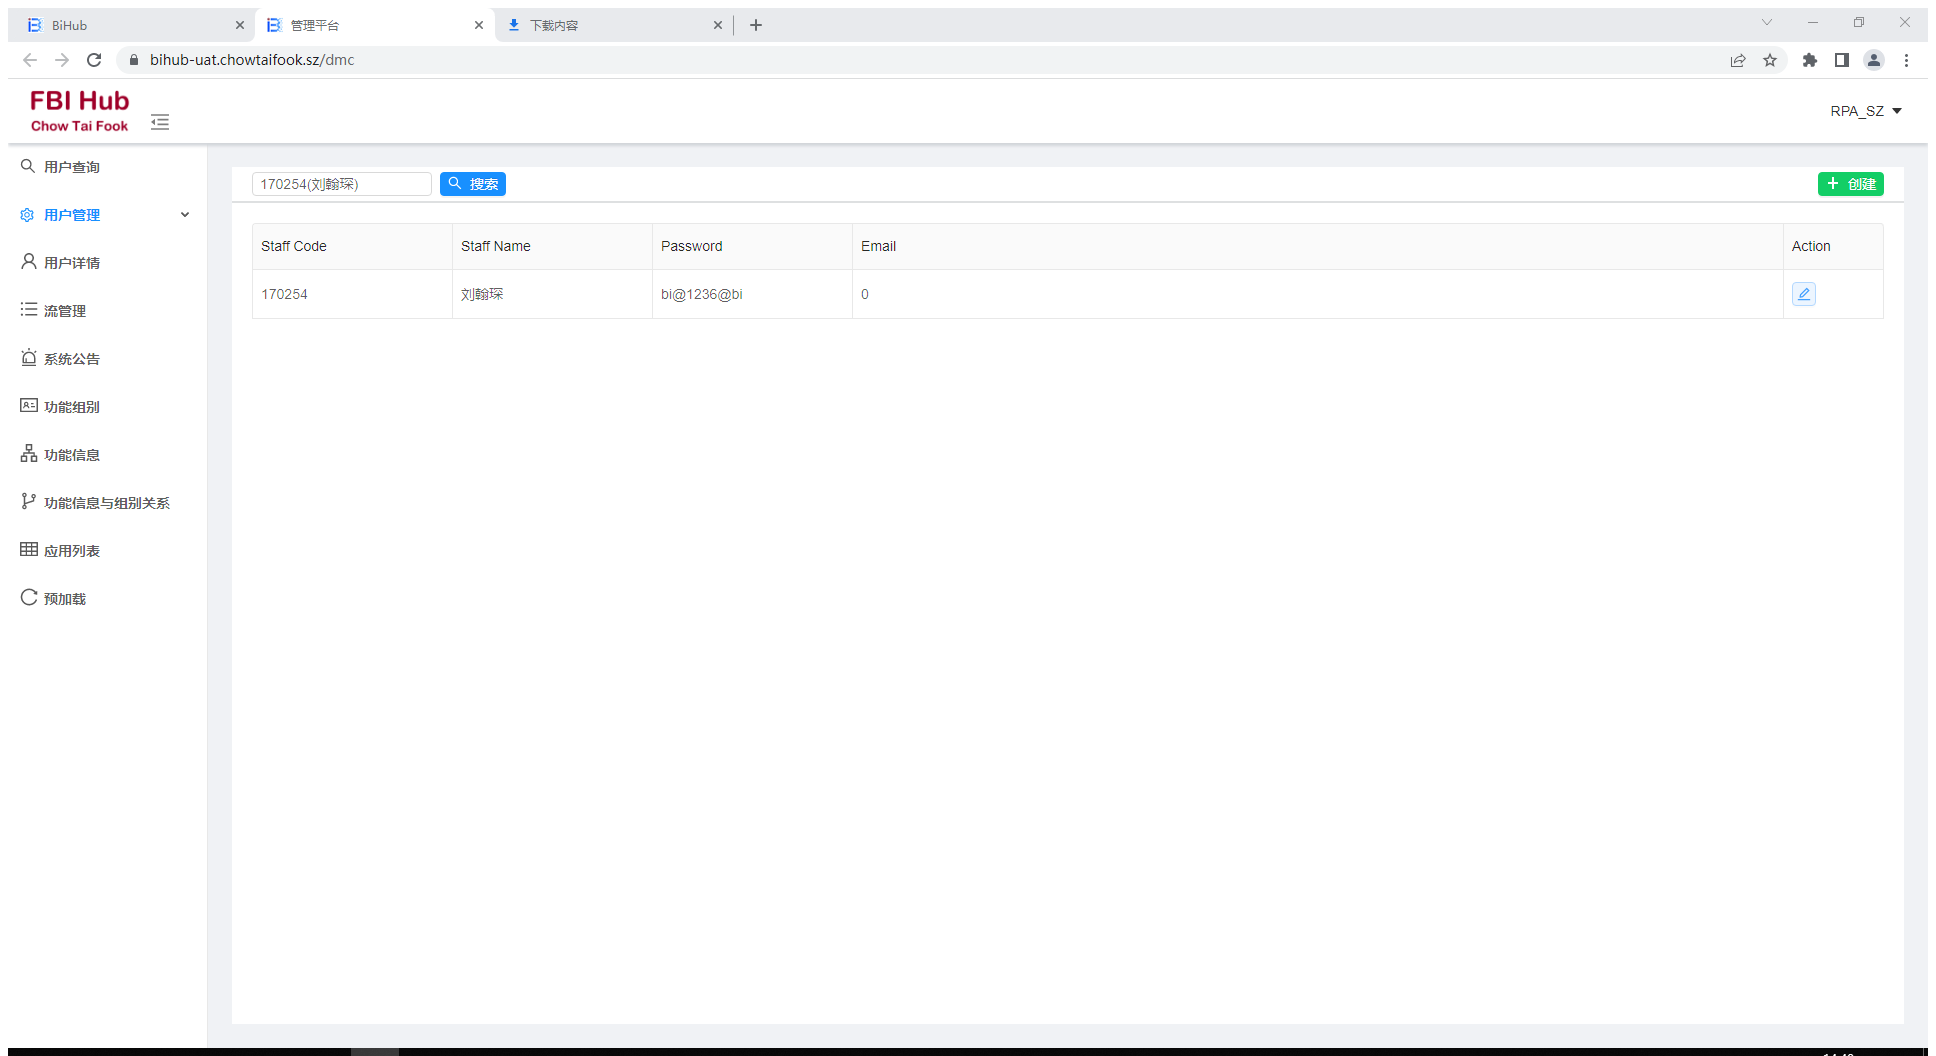 BiHub
管理平台
下载内容
bihub-uat.chowtaifook.sz/dmc
FBI Hub
Chow Tai Fook
RPA_SZ
用户查询
用户管理
用户详情
流管理
系统公告
功能组别
功能信息
功能信息与组别关系
应用列表
预加载
170254(刘翰琛)
搜索
创建
Staff Code Staff Name Password Email Action
170254 刘翰琛 bi@1236@bi 0